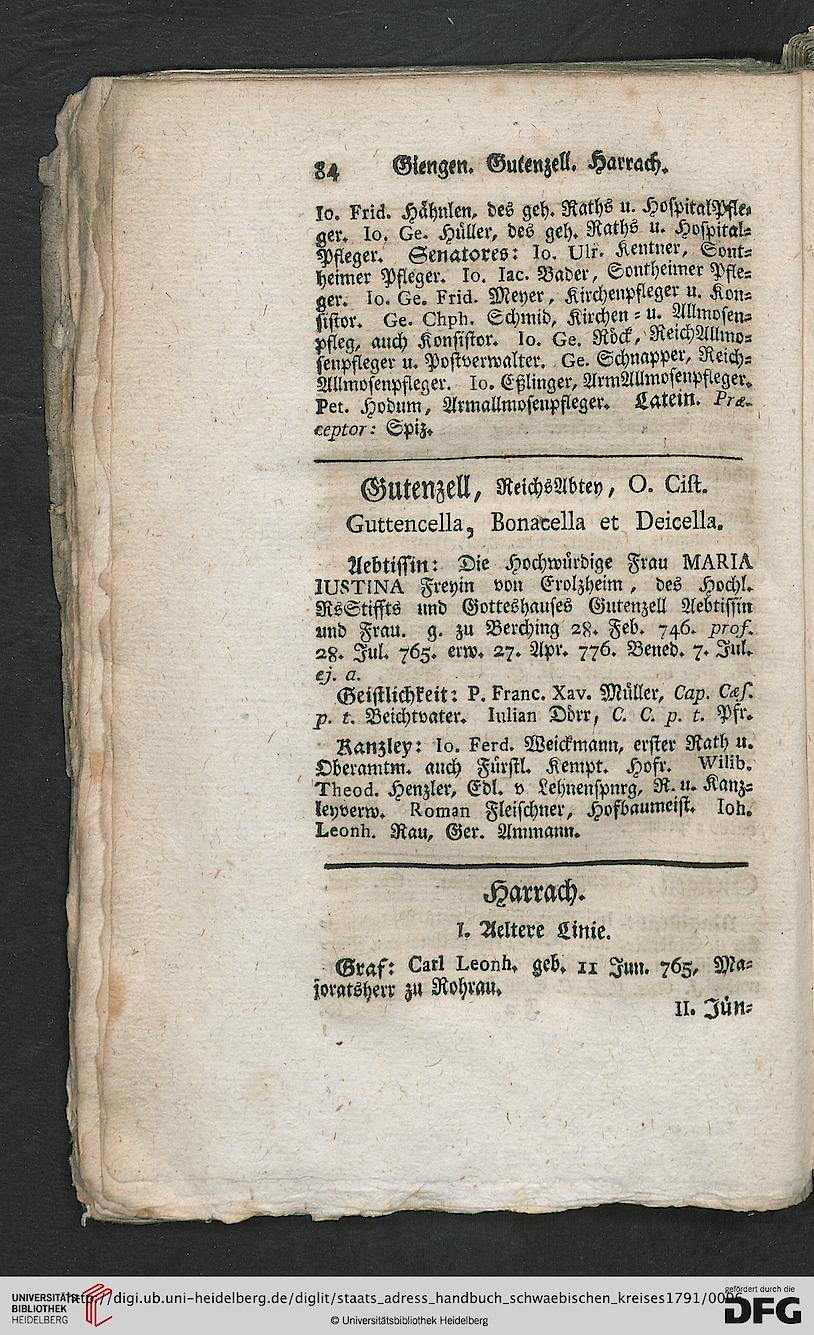 84 Giengen. Gutenzell. Harrach.
Io. Frid. Hähnlen, des geh. Raths u. HospitalPfle=
ger. Io. Ge. Hüller, des geh. Raths u. Hospital=
Pfleger. Senatores: Io. Ulr. Kentner, Sont=
heimer Pfleger. Io. Iac. Bader, Sontheimer Pfle=
ger. Io. Ge. Frid. Meyer, Kirchenpfleger u. Kon=
sistor. Ge. Chph. Schmid, Kirchen= u. Allmosen=
pfleg, auch Konsistor. Io. Ge. Röck, ReichAllmo=
senpfleger u. Postverwalter. Ge. Schnapper, Reich=
Allmosenpfleger. Io. Eßlinger, ArmAllmosenpfleger.
Pet. Hodum, Armallmosenpfleger. Latein. Præ-
ceptor: Spiz.
Gutenzell, ReichsAbtey, O. Cist.
Guttencella, Bonacella et Deicella.
Aebtissin: Die Hochwürdige Frau MARIA
IUSTINA Freyin von Erolzheim, des Hochl.
RsStiffts und Gotteshauses Gutenzell Aebtissin
und Frau. g. zu Berching 28. Feb. 746. prof.
28. Jul. 765. erw. 27. Apr. 776. Bened. 7. Jul.
ej. a.
Geistlichkeit: P. Franc. Xav. Müller, Cap. Cæs.
p. t. Beichtvater. Iulian Dörr, C. C. p. t. Pfr.
Kanzley: Io. Ferd. Weickmann, erster Rath u.
Oberamtm. auch Fürstl. Kempt. Hofr. Wilib.
Theod. Henzler, Edl. v Lehnenspurg, R. u. Kanz=
leyverw. Roman Fleischner, Hofbaumeist. Ioh.
Leonh. Rau, Ger. Ammann.
Harrach.
I. Aeltere Linie.
Graf: Carl Leonh. geb. 11 Jun. 765, Ma=
joratsherr zu Rohrau.
II. Jün=
UNIVERSITÄTS-
BIBLIOTHEK
HEIDELBERG
http://digi.ub.uni-heidelberg.de/diglit/staats_adress_handbuch_schwaebischen_kreises1791/0096
© Universitätsbibliothek Heidelberg
gefördert durch die
DFG